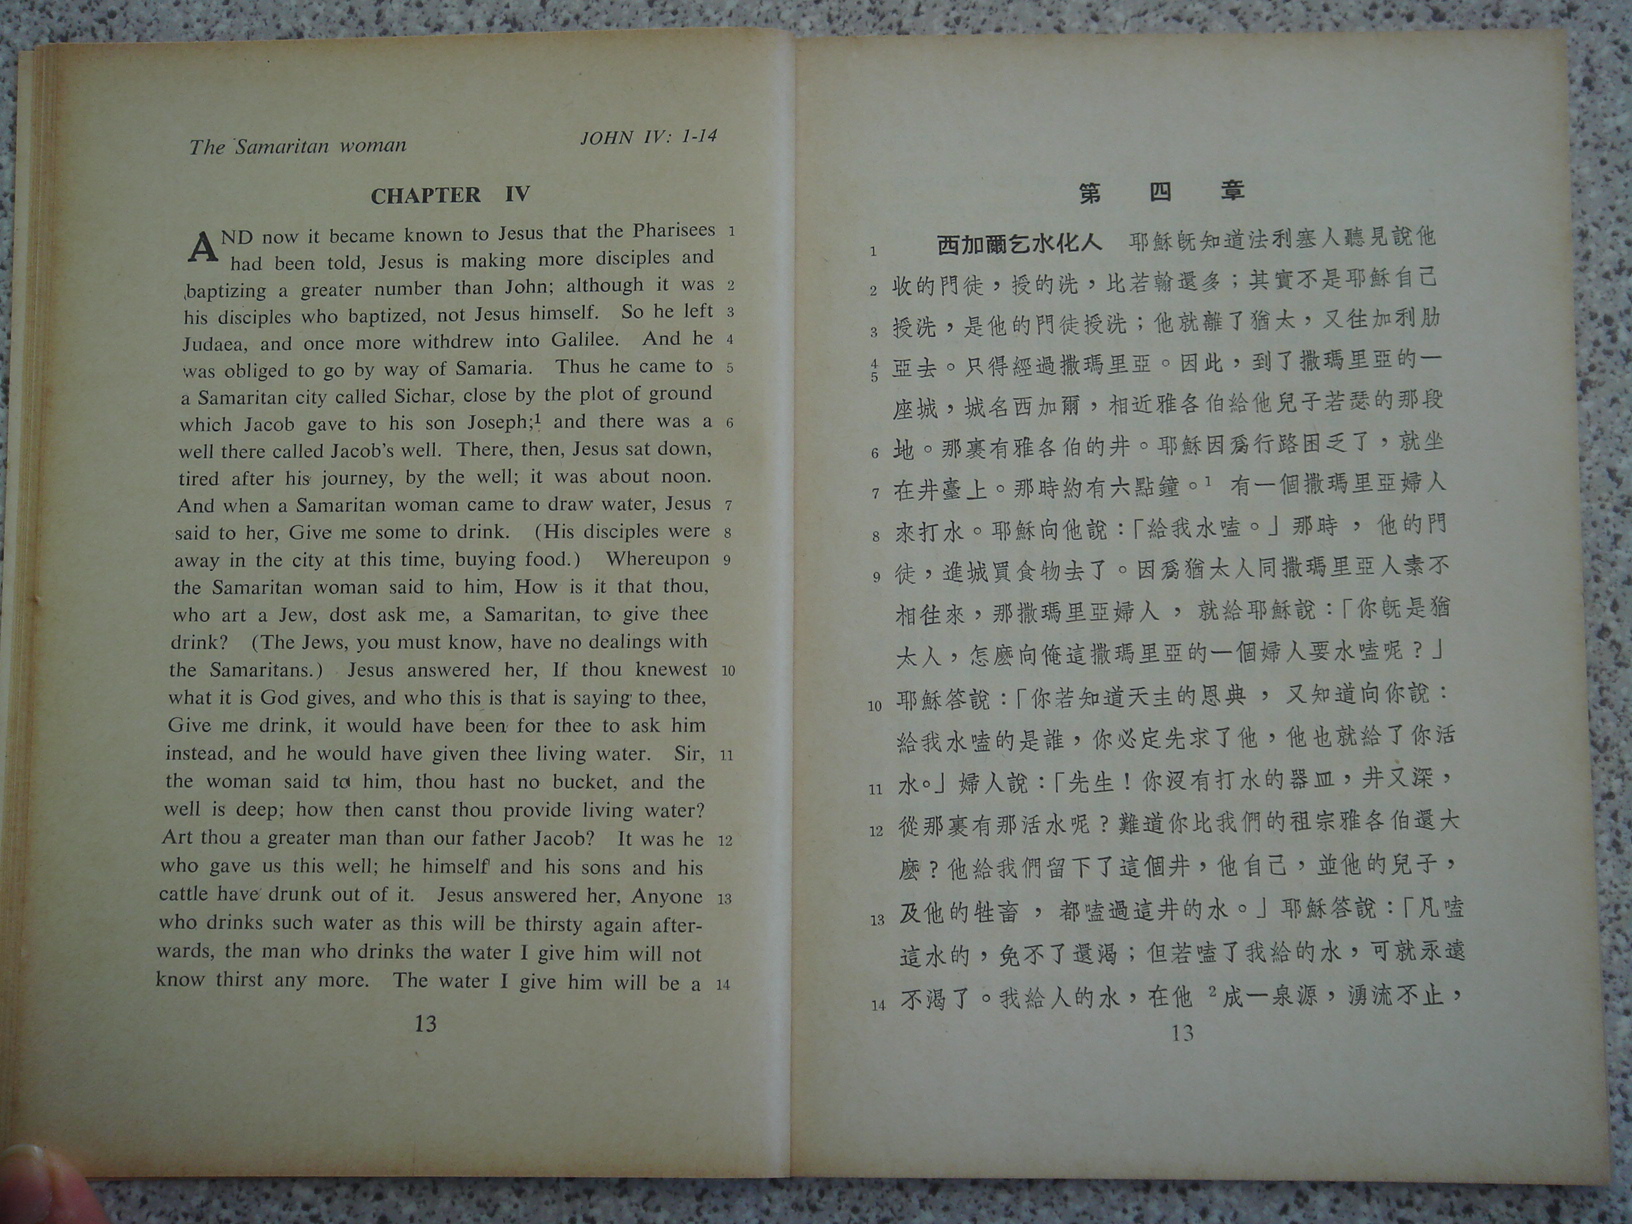 The Samaritan woman JOHN IV: 1-14
CHAPTER IV
AND now it became known to Jesus that the Pharisees 1
had been told, Jesus is making more disciples and
baptizing a greater number than John; although it was 2
his disciples who baptized, not Jesus himself. So he left 3
Judaea, and once more withdrew into Galilee. And he 4
was obliged to go by way of Samaria. Thus he came to 5
a Samaritan city called Sichar, close by the plot of ground
which Jacob gave to his son Joseph;¹ and there was a 6
well there called Jacob's well. There, then, Jesus sat down,
tired after his journey, by the well; it was about noon.
And when a Samaritan woman came to draw water, Jesus 7
said to her, Give me some to drink. (His disciples were 8
away in the city at this time, buying food.) Whereupon 9
the Samaritan woman said to him, How is it that thou,
who art a Jew, dost ask me, a Samaritan, to give thee
drink? (The Jews, you must know, have no dealings with
the Samaritans.) Jesus answered her, If thou knewest 10
what it is God gives, and who this is that is saying to thee,
Give me drink, it would have been for thee to ask him
instead, and he would have given thee living water. Sir, 11
the woman said to him, thou hast no bucket, and the
well is deep; how then canst thou provide living water?
Art thou a greater man than our father Jacob? It was he 12
who gave us this well; he himself and his sons and his
cattle have drunk out of it. Jesus answered her, Anyone 13
who drinks such water as this will be thirsty again after-
wards, the man who drinks the water I give him will not
know thirst any more. The water I give him will be a 14
13
第四章
1 西加爾乞水化人 耶穌旣知道法利塞人聽見說他
2 收的門徒，授的洗，比若翰還多；其實不是耶穌自己
3 授洗，是他的門徒授洗；他就離了猶太，又往加利肋
4 5 亞去。只得經過撒瑪里亞。因此，到了撒瑪里亞的一
座城，城名西加爾，相近雅各伯給他兒子若瑟的那段
6 地。那裏有雅各伯的井。耶穌因爲行路困乏了，就坐
7 在井臺上。那時約有六點鐘。¹ 有一個撒瑪里亞婦人
8 來打水。耶穌向他說：「給我水嗑。」那時，他的門
9 徒，進城買食物去了。因爲猶太人同撒瑪里亞人素不
相往來，那撒瑪里亞婦人，就給耶穌說：「你旣是猶
太人，怎麽向俺這撒瑪里亞的一個婦人要水嗑呢？」
10 耶穌答說：「你若知道天主的恩典，又知道向你說：
給我水嗑的是誰，你必定先求了他，他也就給了你活
11 水。」婦人說：「先生！你沒有打水的器皿，井又深，
12 從那裏有那活水呢？難道你比我們的祖宗雅各伯還大
麽？他給我們留下了這個井，他自己，並他的兒子，
13 及他的牲畜，都嗑過這井的水。」耶穌答說：「凡嗑
這水的，免不了還渴；但若嗑了我給的水，可就永遠
14 不渴了。我給人的水，在他 ²成一泉源，湧流不止，
13